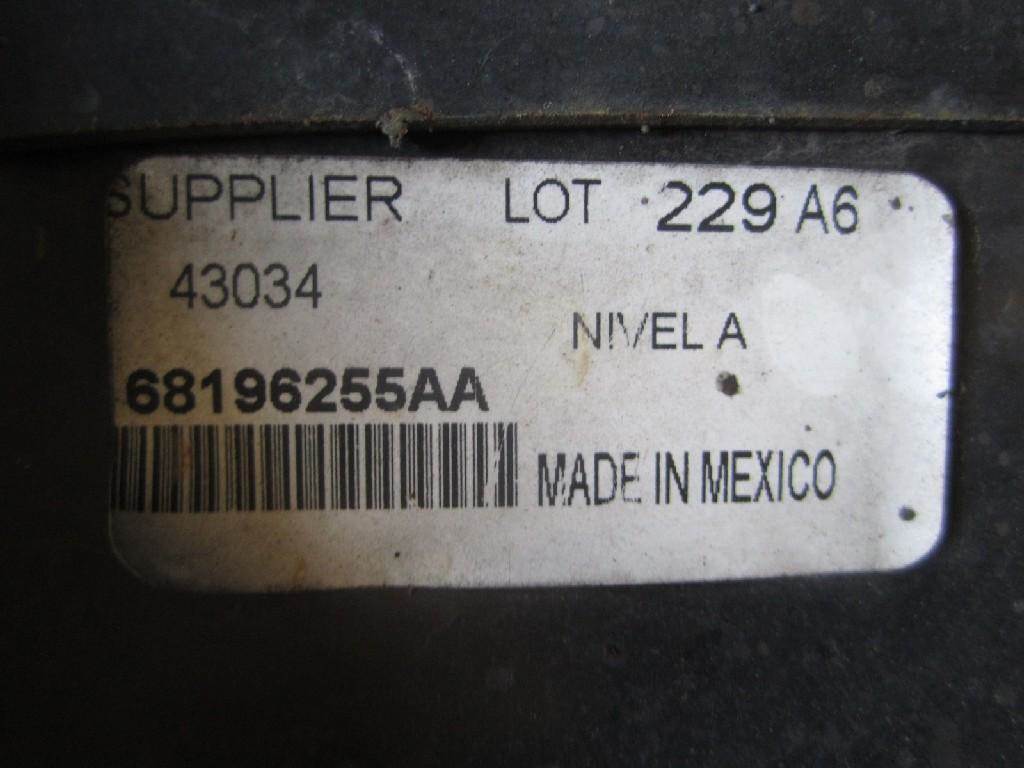 SUPPLIER LOT 229 A6
43034
NIVEL A
68196255AA
MADE IN MEXICO